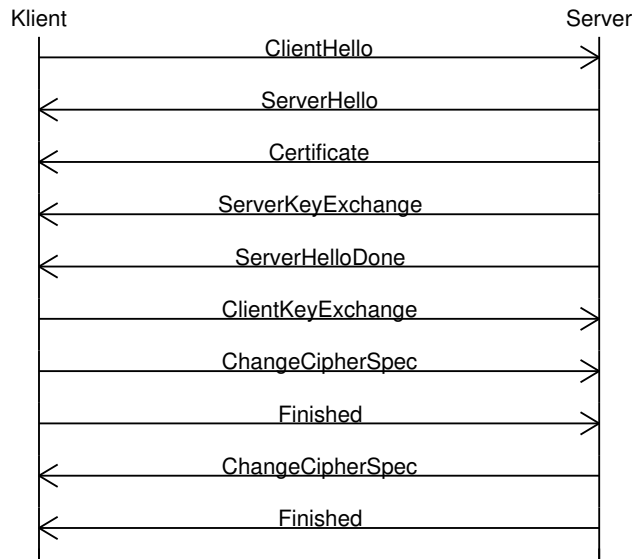 Klient Server
ClientHello
ServerHello
Certificate
ServerKeyExchange
ServerHelloDone
ClientKeyExchange
ChangeCipherSpec
Finished
ChangeCipherSpec
Finished